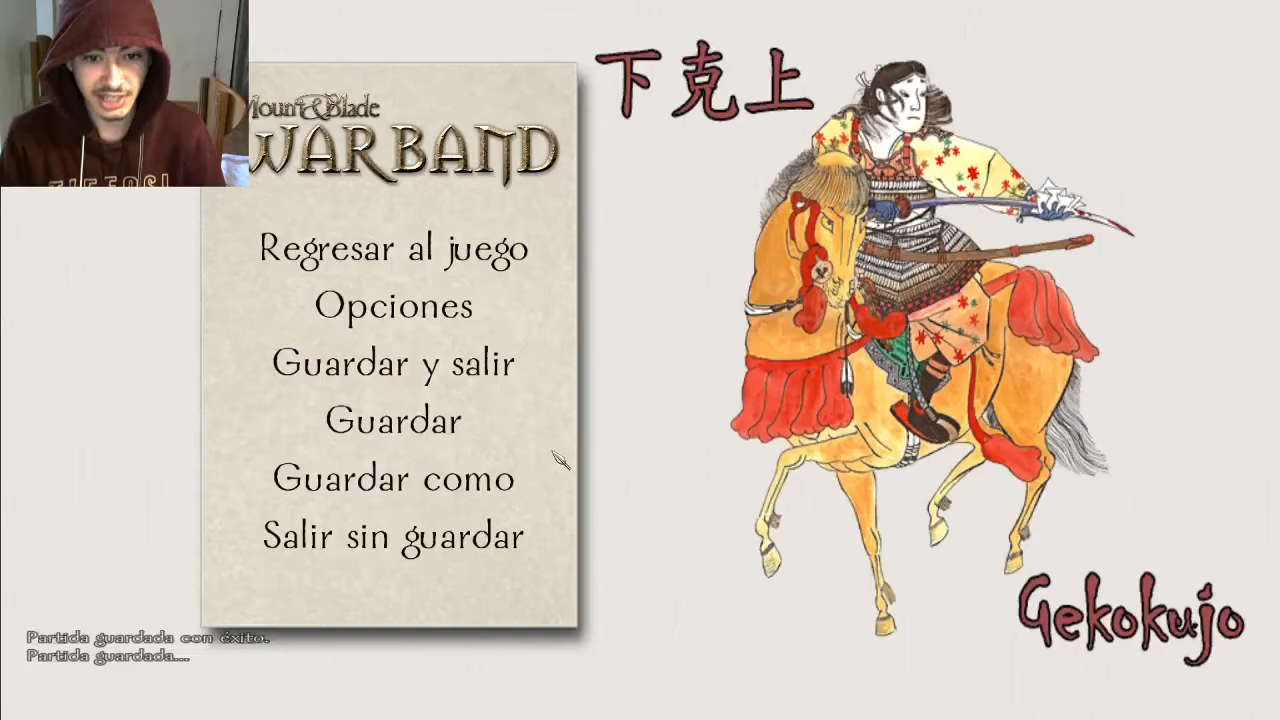 下克上
Mount&Blade
WARBAND
Regresar al juego
Opciones
Guardar y salir
Guardar
Guardar como
Salir sin guardar
Gekokujo
Partida guardada con éxito.
Partida guardada...